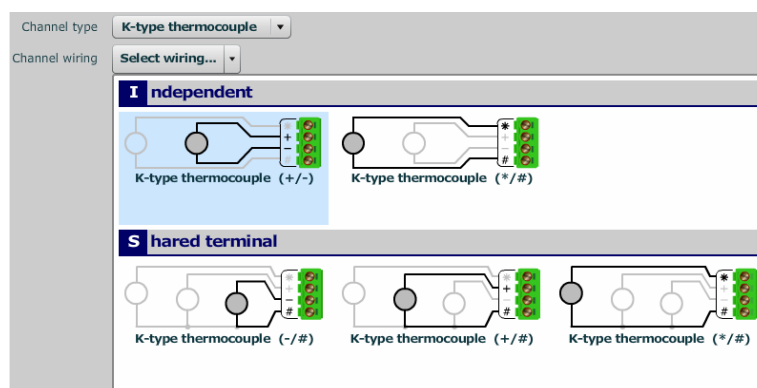 Channel type K-type thermocouple
Channel wiring Select wiring...
Independent
* + - #
* + - #
K-type thermocouple (+/-) K-type thermocouple (*/#)
Shared terminal
* + - #
* + - #
* + - #
K-type thermocouple (-/#) K-type thermocouple (+/#) K-type thermocouple (*/#)